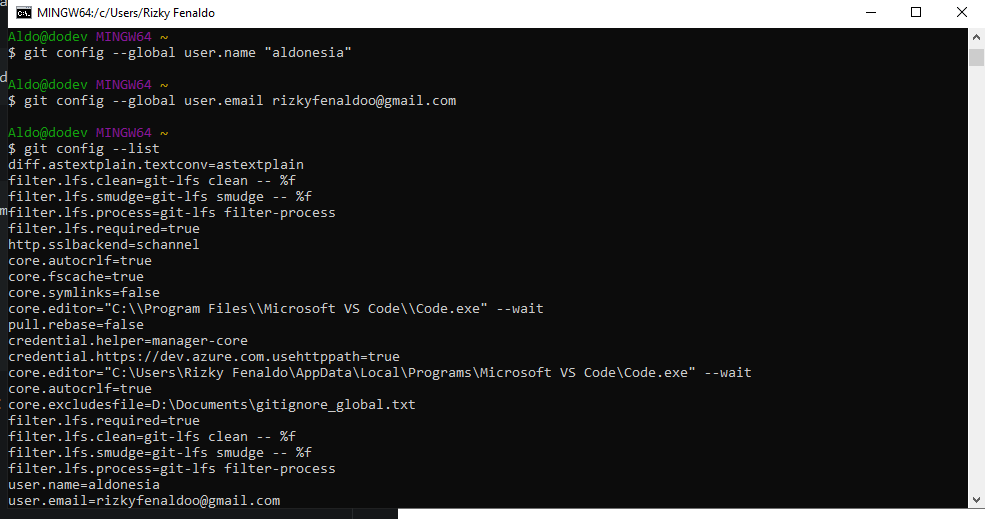 MINGW64:/c/Users/Rizky Fenaldo
Aldo@dodev MINGW64 ~
$ git config --global user.name "aldonesia"
Aldo@dodev MINGW64 ~
$ git config --global user.email rizkyfenaldoo@gmail.com
Aldo@dodev MINGW64 ~
$ git config --list
diff.astextplain.textconv=astextplain
filter.lfs.clean=git-lfs clean -- %f
filter.lfs.smudge=git-lfs smudge -- %f
filter.lfs.process=git-lfs filter-process
filter.lfs.required=true
http.sslbackend=schannel
core.autocrlf=true
core.fscache=true
core.symlinks=false
core.editor="C:\\Program Files\\Microsoft VS Code\\Code.exe" --wait
pull.rebase=false
credential.helper=manager-core
credential.https://dev.azure.com.usehttppath=true
core.editor="C:\Users\Rizky Fenaldo\AppData\Local\Programs\Microsoft VS Code\Code.exe" --wait
core.autocrlf=true
core.excludesfile=D:\Documents\gitignore_global.txt
filter.lfs.required=true
filter.lfs.clean=git-lfs clean -- %f
filter.lfs.smudge=git-lfs smudge -- %f
filter.lfs.process=git-lfs filter-process
user.name=aldonesia
user.email=rizkyfenaldoo@gmail.com